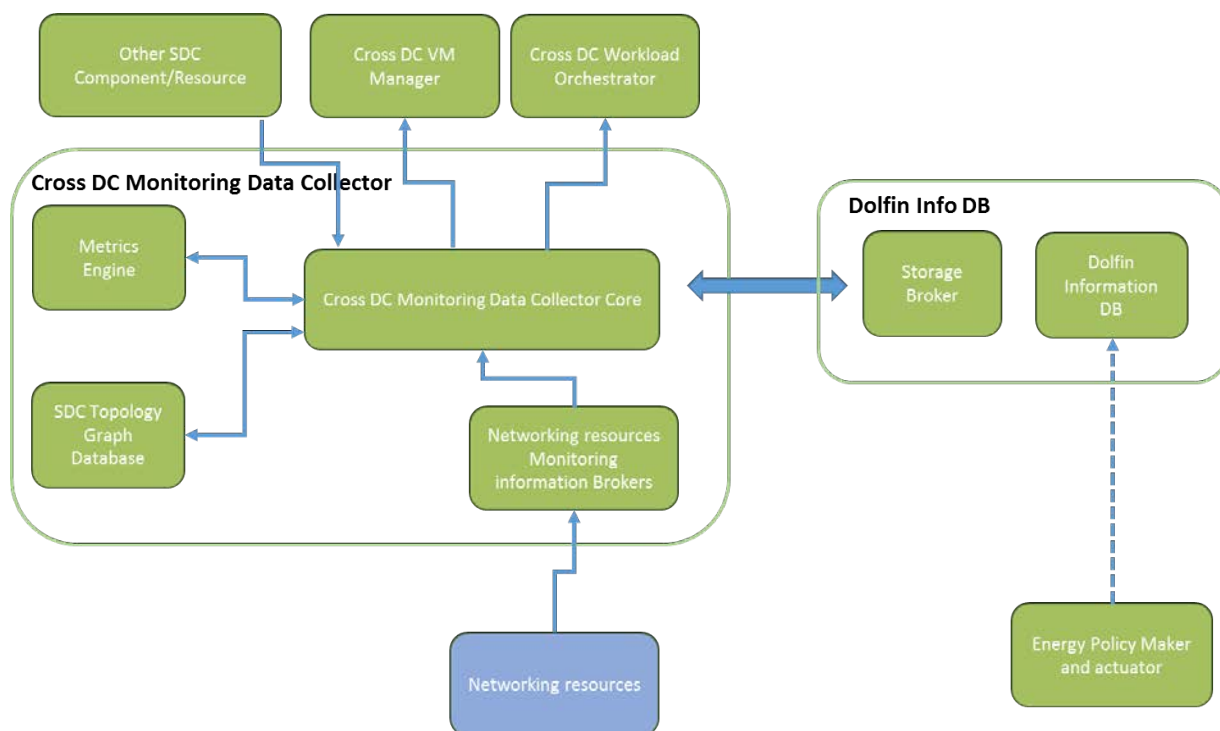 Other SDC
Component/Resource
Cross DC VM
Manager
Cross DC Workload
Orchestrator
Cross DC Monitoring Data Collector
Metrics
Engine
Cross DC Monitoring Data Collector Core
SDC Topology
Graph
Database
Networking resources
Monitoring
information Brokers
Networking resources
Dolfin Info DB
Storage
Broker
Dolfin
Information
DB
Energy Policy Maker
and actuator